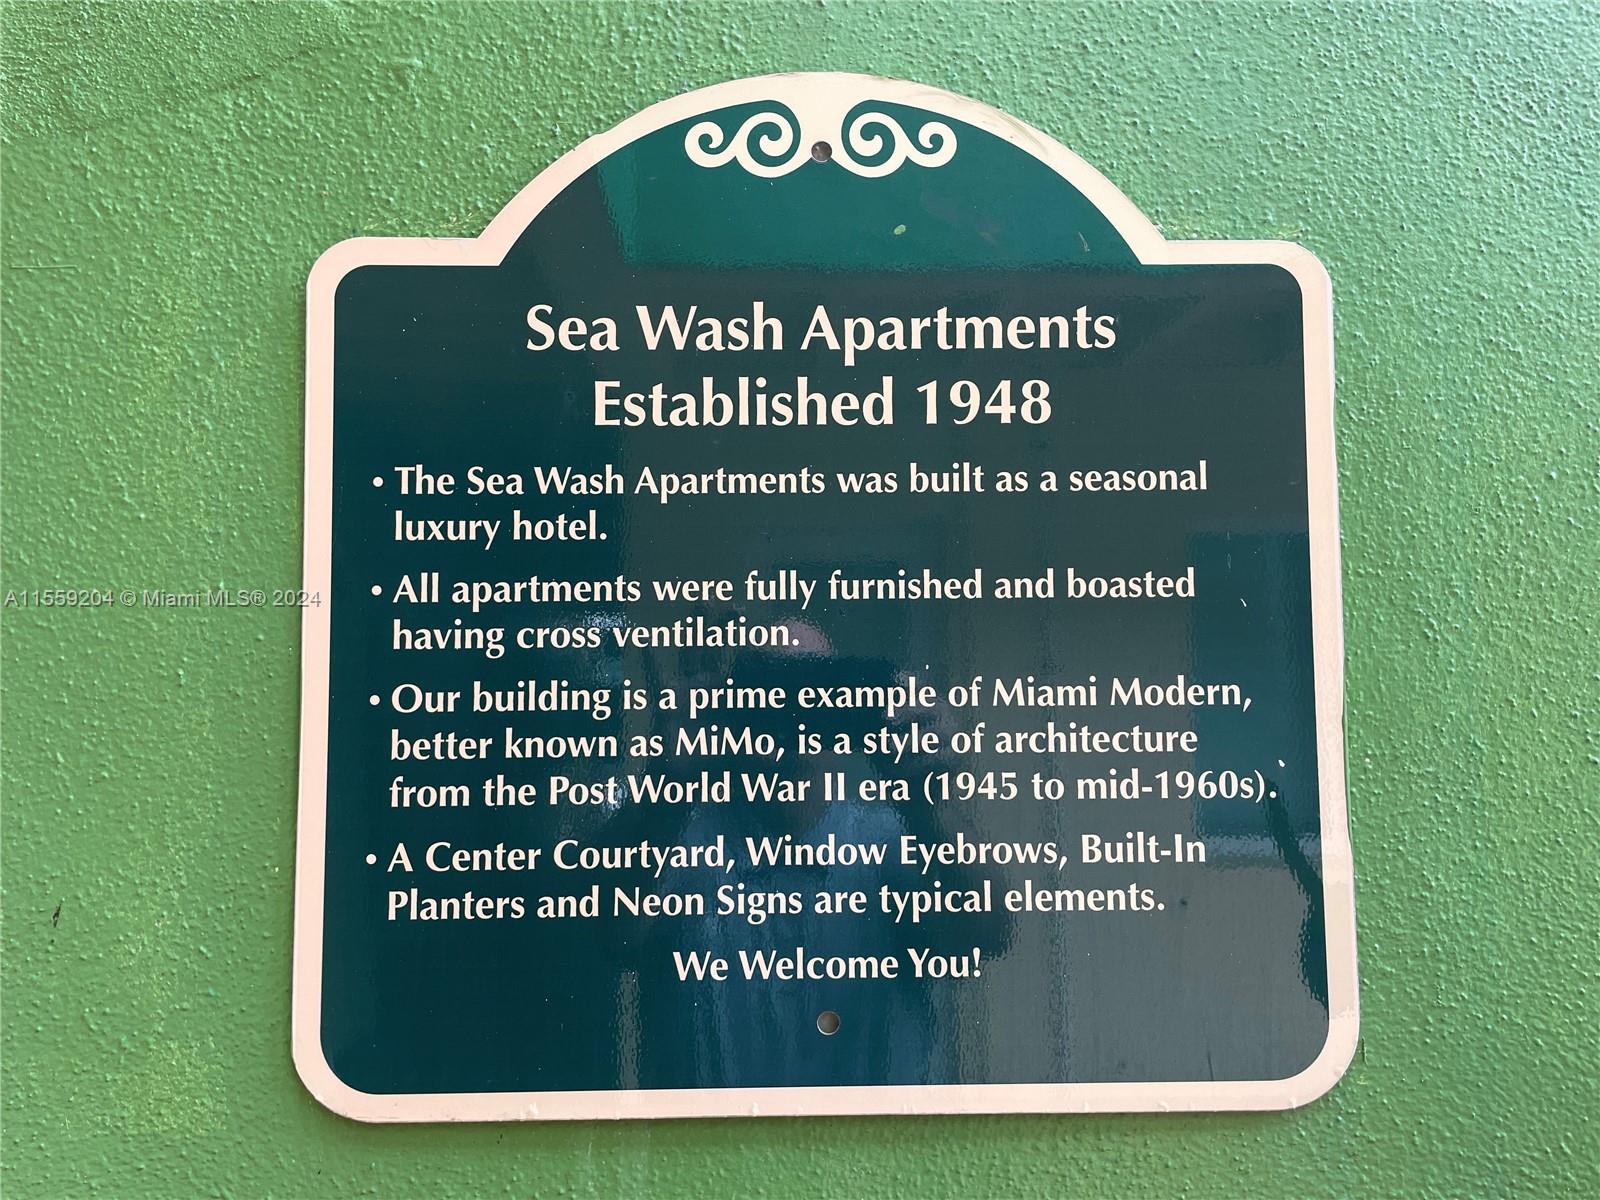 Sea Wash Apartments
Established 1948
• The Sea Wash Apartments was built as a seasonal
luxury hotel.
• All apartments were fully furnished and boasted
having cross ventilation.
• Our building is a prime example of Miami Modern,
better known as MiMo, is a style of architecture
from the Post World War II era (1945 to mid-1960s).
• A Center Courtyard, Window Eyebrows, Built-In
Planters and Neon Signs are typical elements.
We Welcome You!
A11559204 © Miami MLS® 2024